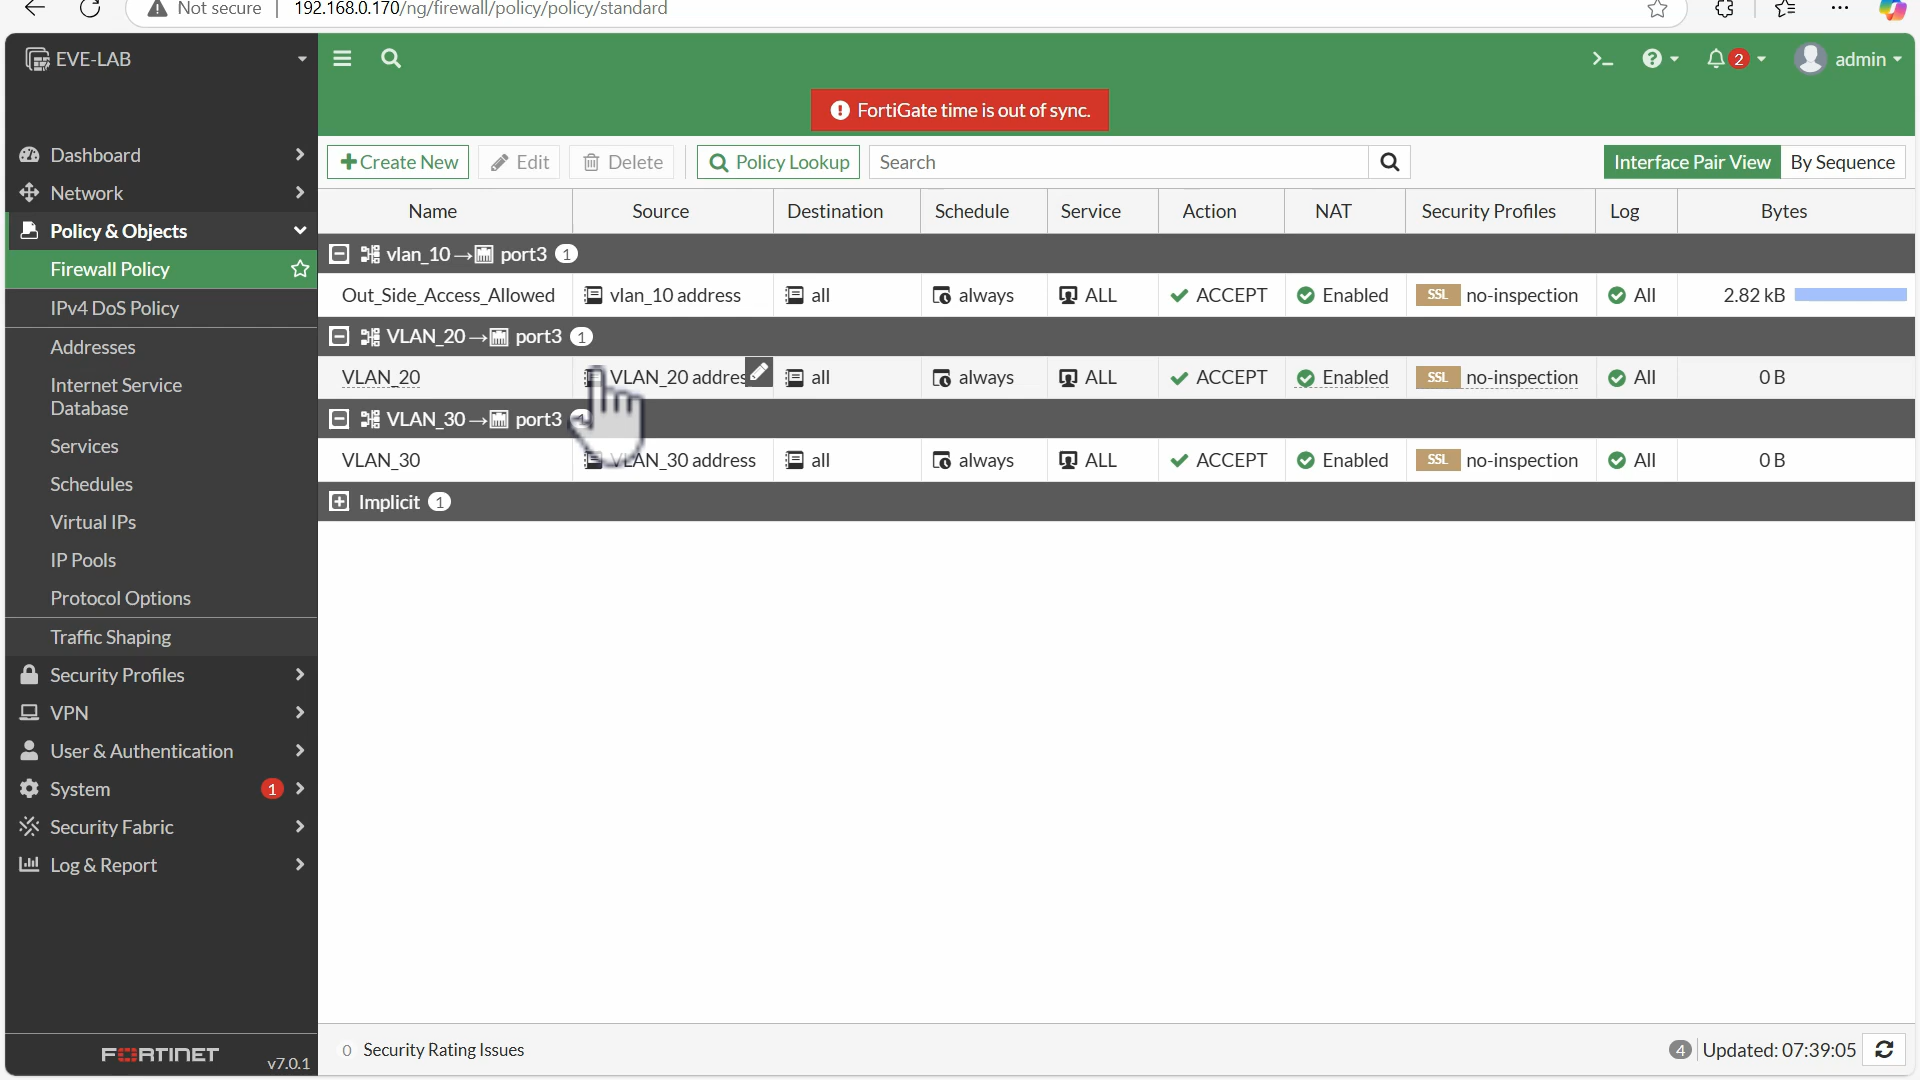 Not secure 192.168.0.170/ng/firewall/policy/policy/standard
EVE-LAB
2 admin
FortiGate time is out of sync.
Dashboard
Network
Policy & Objects
Firewall Policy
IPv4 DoS Policy
Addresses
Internet Service
Database
Services
Schedules
Virtual IPs
IP Pools
Protocol Options
Traffic Shaping
Security Profiles
VPN
User & Authentication
System 1
Security Fabric
Log & Report
FORTINET v7.0.1
Create New Edit Delete Policy Lookup Search Interface Pair View By Sequence
Name Source Destination Schedule Service Action NAT Security Profiles Log Bytes
vlan_10 → port3 1
Out_Side_Access_Allowed vlan_10 address all always ALL ACCEPT Enabled SSL no-inspection All 2.82 kB
VLAN_20 → port3 1
VLAN_20 VLAN_20 addres all always ALL ACCEPT Enabled SSL no-inspection All 0 B
VLAN_30 → port3
VLAN_30 VLAN_30 address all always ALL ACCEPT Enabled SSL no-inspection All 0 B
Implicit 1
0 Security Rating Issues 4 Updated: 07:39:05